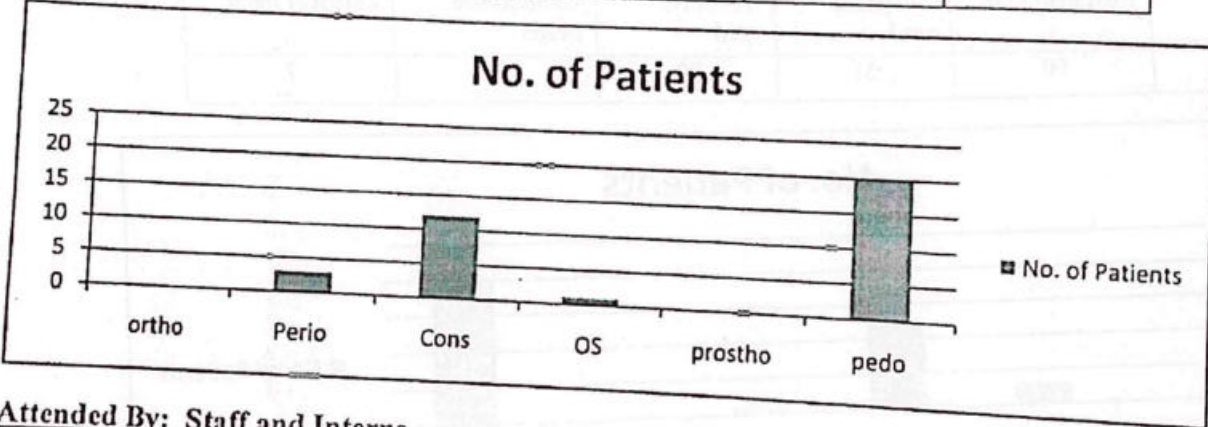 No. of Patients
25
20
15
10
5
0
ortho Perio Cons OS prostho pedo
No. of Patients
Attended By: Staff and Interns